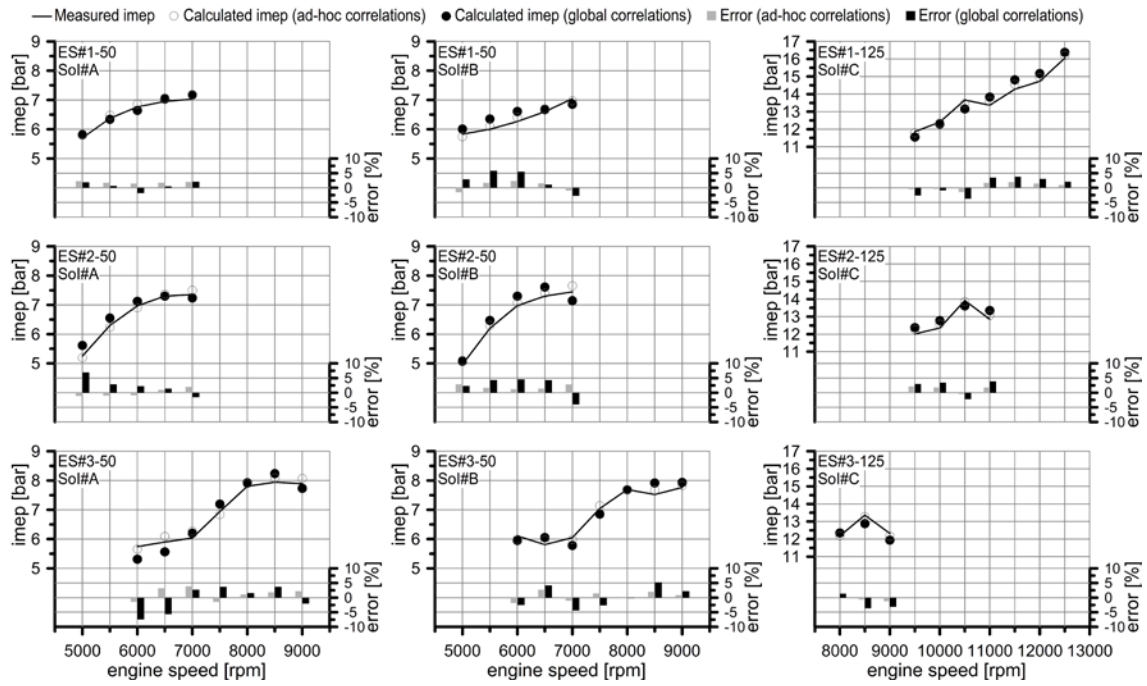 Measured imep Calculated imep (ad-hoc correlations) Calculated imep (global correlations) Error (ad-hoc correlations) Error (global correlations)
ES#1-50
SoI#A
imep [bar]
9
8
7
6
5
10
5
0
-5
-10
error [%]
ES#1-50
SoI#B
imep [bar]
9
8
7
6
5
10
5
0
-5
-10
error [%]
ES#1-125
SoI#C
imep [bar]
17
16
15
14
13
12
11
10
5
0
-5
-10
error [%]
ES#2-50
SoI#A
imep [bar]
9
8
7
6
5
10
5
0
-5
-10
error [%]
ES#2-50
SoI#B
imep [bar]
9
8
7
6
5
10
5
0
-5
-10
error [%]
ES#2-125
SoI#C
imep [bar]
17
16
15
14
13
12
11
10
5
0
-5
-10
error [%]
ES#3-50
SoI#A
imep [bar]
9
8
7
6
5
10
5
0
-5
-10
error [%]
5000 6000 7000 8000 9000
engine speed [rpm]
ES#3-50
SoI#B
imep [bar]
9
8
7
6
5
10
5
0
-5
-10
error [%]
5000 6000 7000 8000 9000
engine speed [rpm]
ES#3-125
SoI#C
imep [bar]
17
16
15
14
13
12
11
10
5
0
-5
-10
error [%]
8000 9000 10000 11000 12000 13000
engine speed [rpm]